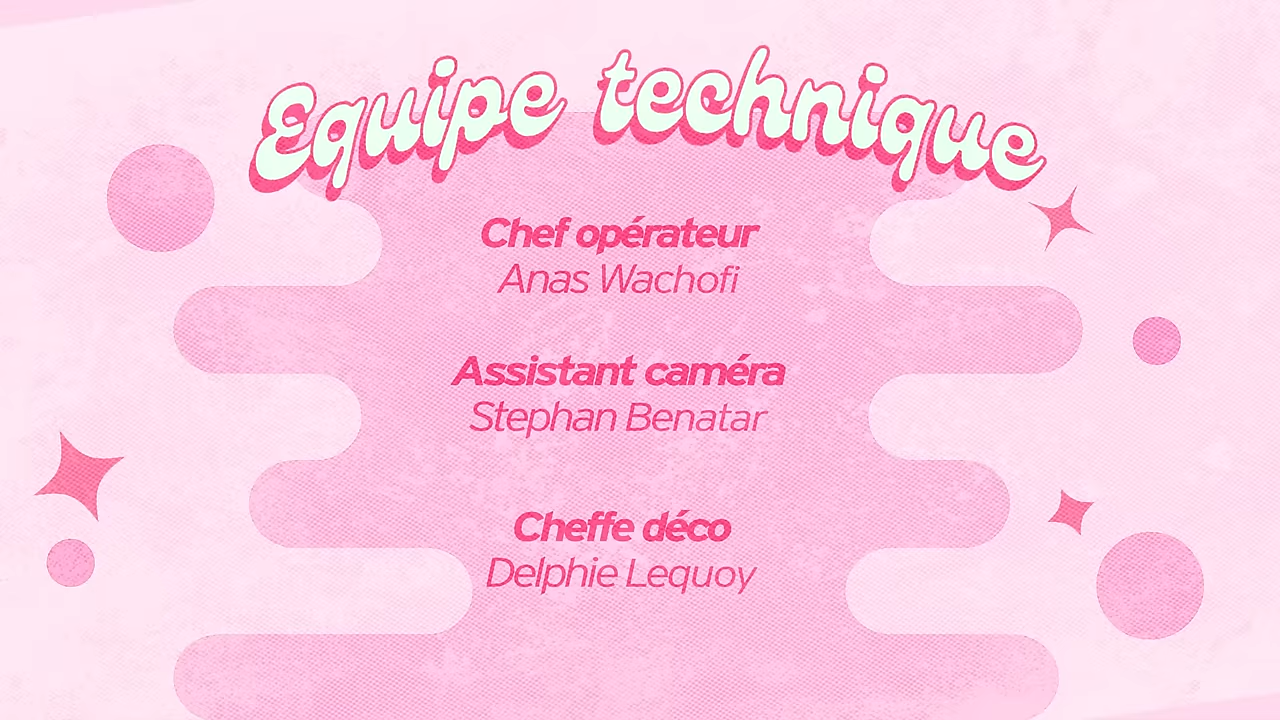 Equipe technique
Chef opérateur
Anas Wachofi
Assistant caméra
Stephan Benatar
Cheffe déco
Delphie Lequoy